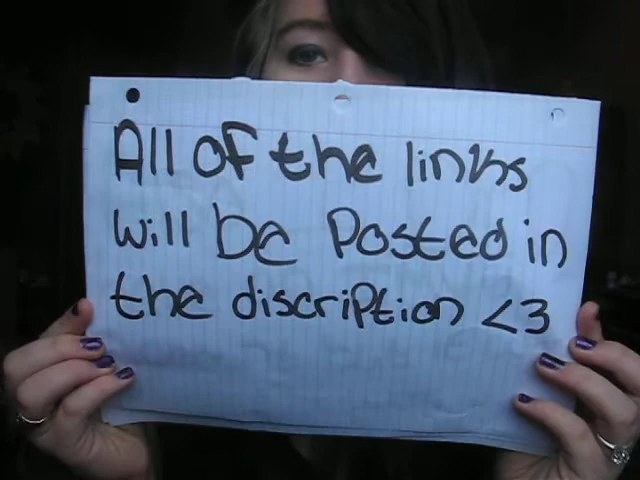 All of the links
will be Posted in
the discription <3